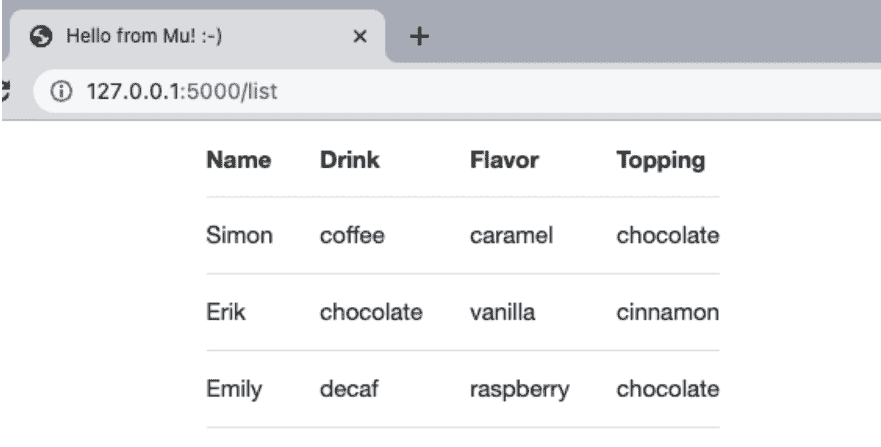 Hello from Mu! :-)
127.0.0.1:5000/list
Name Drink Flavor Topping
Simon coffee caramel chocolate
Erik chocolate vanilla cinnamon
Emily decaf raspberry chocolate